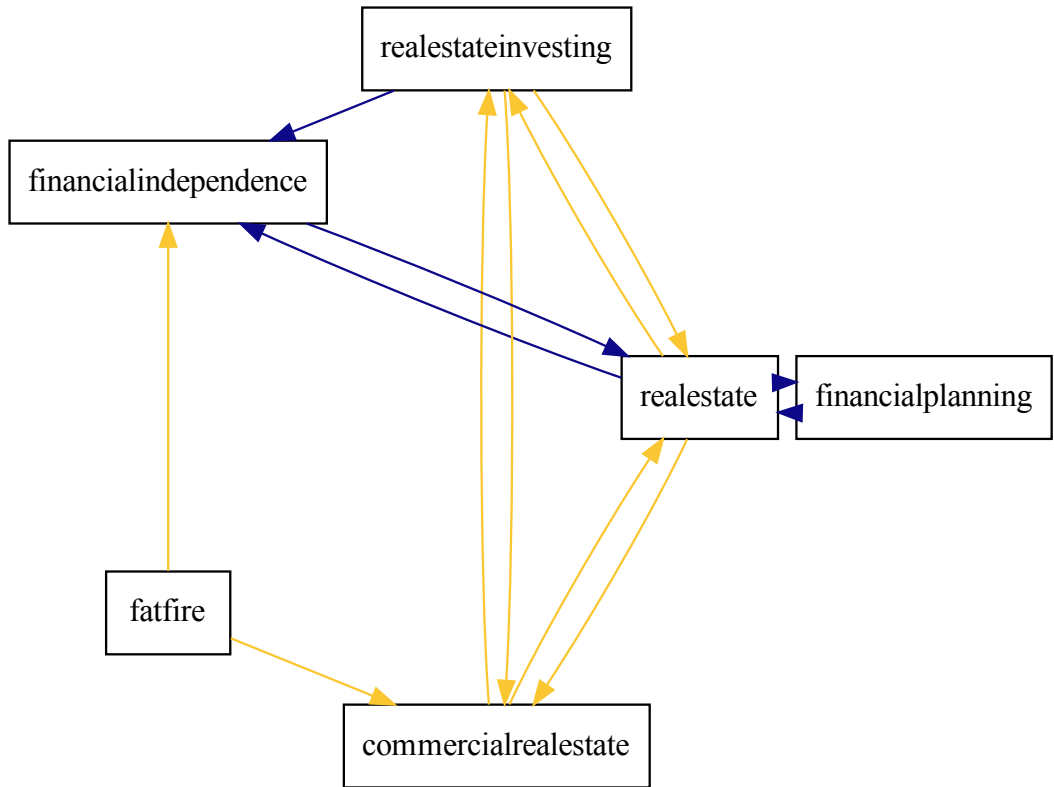 realestateinvesting
financialindependence
realestate
financialplanning
fatfire
commercialrealestate